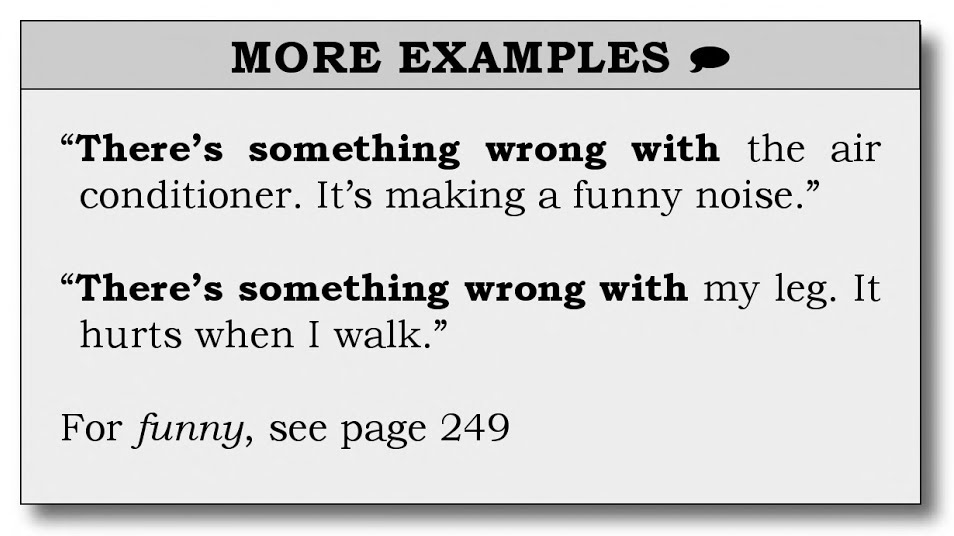 MORE EXAMPLES
“There’s something wrong with the air
conditioner. It’s making a funny noise.”
“There’s something wrong with my leg. It
hurts when I walk.”
For funny, see page 249